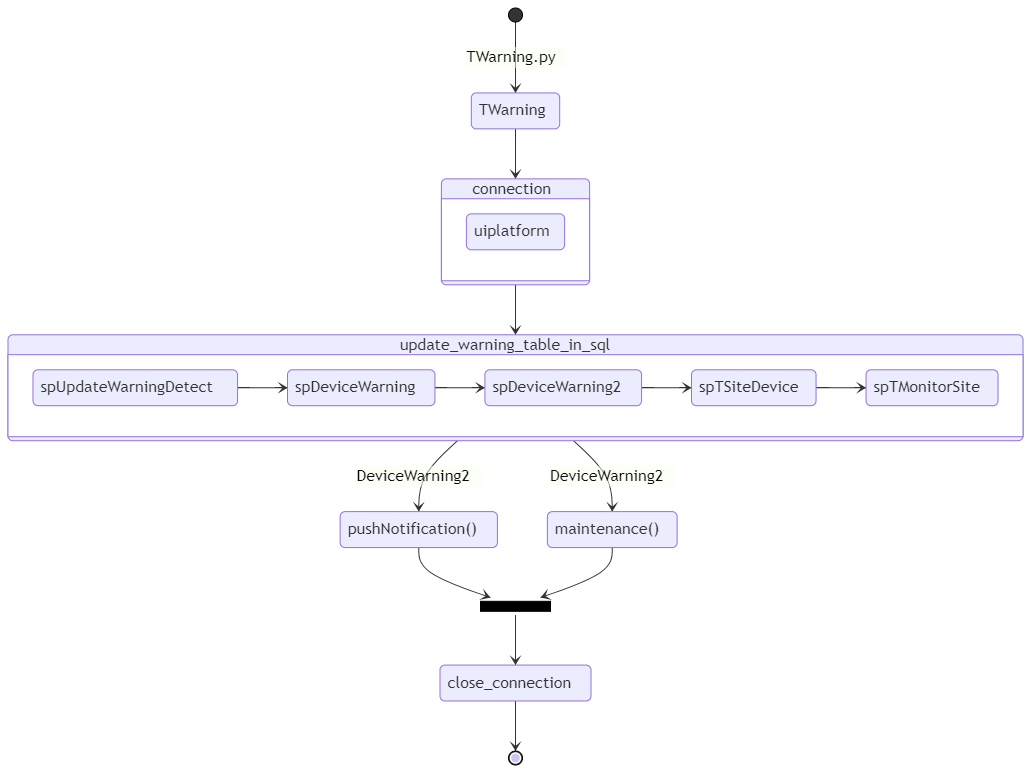 TWarning.py
TWarning
connection
uiplatform
update_warning_table_in_sql
spUpdateWarningDetect
spDeviceWarning
spDeviceWarning2
spTSiteDevice
spTMonitorSite
DeviceWarning2
DeviceWarning2
pushNotification()
maintenance()
close_connection